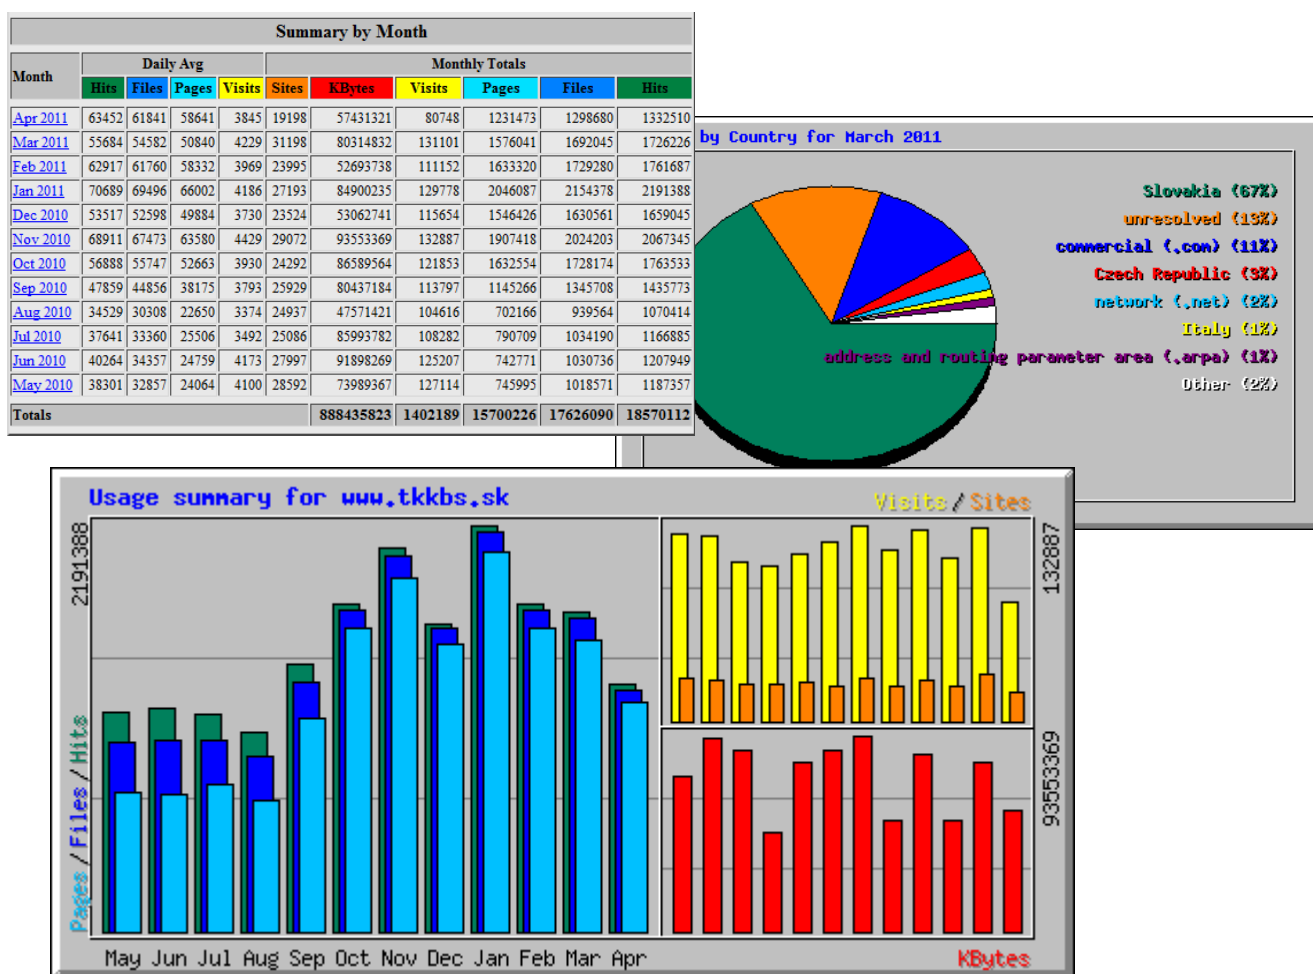 Summary by Month
Month Daily Avg Monthly Totals
Hits Files Pages Visits Sites KBytes Visits Pages Files Hits
Apr 2011 63452 61841 58641 3845 19198 57431321 80748 1231473 1298680 1332510
Mar 2011 55684 54582 50840 4229 31198 80314832 131101 1576041 1692045 1726226
Feb 2011 62917 61760 58332 3969 23995 52693738 111152 1633320 1729280 1761687
Jan 2011 70689 69496 66002 4186 27193 84900235 129778 2046087 2154378 2191388
Dec 2010 53517 52598 49884 3730 23524 53062741 115654 1546426 1630561 1659045
Nov 2010 68911 67473 63580 4429 29072 93553369 132887 1907418 2024203 2067345
Oct 2010 56888 55747 52663 3930 24292 86589564 121853 1632554 1728174 1763533
Sep 2010 47859 44856 38175 3793 25929 80437184 113797 1145266 1345708 1435773
Aug 2010 34529 30308 22650 3374 24937 47571421 104616 702166 939564 1070414
Jul 2010 37641 33360 25506 3492 25086 85993782 108282 790709 1034190 1166885
Jun 2010 40264 34357 24759 4173 27997 91898269 125207 742771 1030736 1207949
May 2010 38301 32857 24064 4100 28592 73989367 127114 745995 1018571 1187357
Totals 888435823 1402189 15700226 17626090 18570112
by Country for March 2011
Slovakia (67%)
unresolved (13%)
commercial (.com) (11%)
Czech Republic (3%)
network (.net) (2%)
Italy (1%)
address and routing parameter area (.arpa) (1%)
Other (2%)
Usage summary for www.tkkbs.sk
Visits / Sites
2191388
132887
Pages / Files / Hits
93553369
May Jun Jul Aug Sep Oct Nov Dec Jan Feb Mar Apr
KBytes